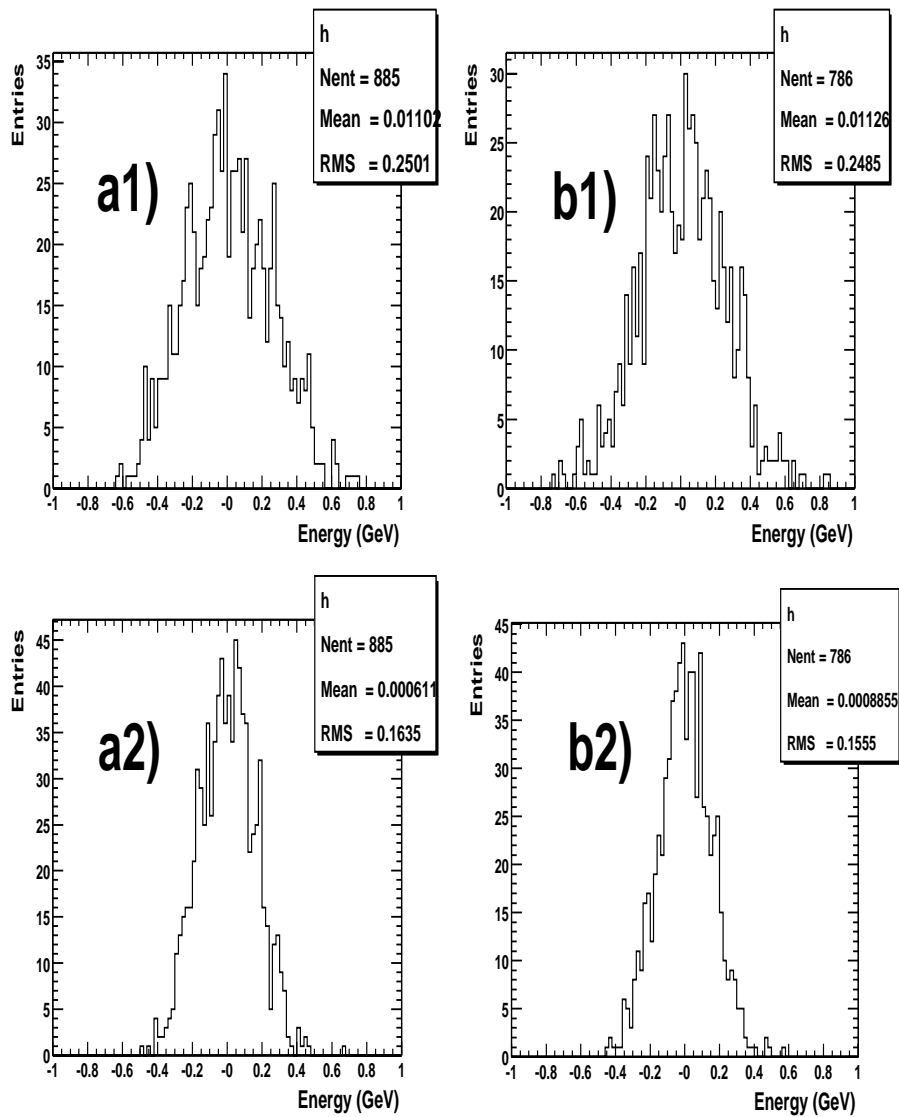 h
Nent = 885
Mean = 0.01102
RMS = 0.2501
Entries
35
30
25
20
15
10
5
0
a1)
-1 -0.8 -0.6 -0.4 -0.2 -0 0.2 0.4 0.6 0.8 1
Energy (GeV)
h
Nent = 786
Mean = 0.01126
RMS = 0.2485
Entries
30
25
20
15
10
5
0
b1)
-1 -0.8 -0.6 -0.4 -0.2 -0 0.2 0.4 0.6 0.8 1
Energy (GeV)
h
Nent = 885
Mean = 0.000611
RMS = 0.1635
Entries
45
40
35
30
25
20
15
10
5
0
a2)
-1 -0.8 -0.6 -0.4 -0.2 -0 0.2 0.4 0.6 0.8 1
Energy (GeV)
h
Nent = 786
Mean = 0.0008855
RMS = 0.1555
Entries
45
40
35
30
25
20
15
10
5
0
b2)
-1 -0.8 -0.6 -0.4 -0.2 -0 0.2 0.4 0.6 0.8 1
Energy (GeV)